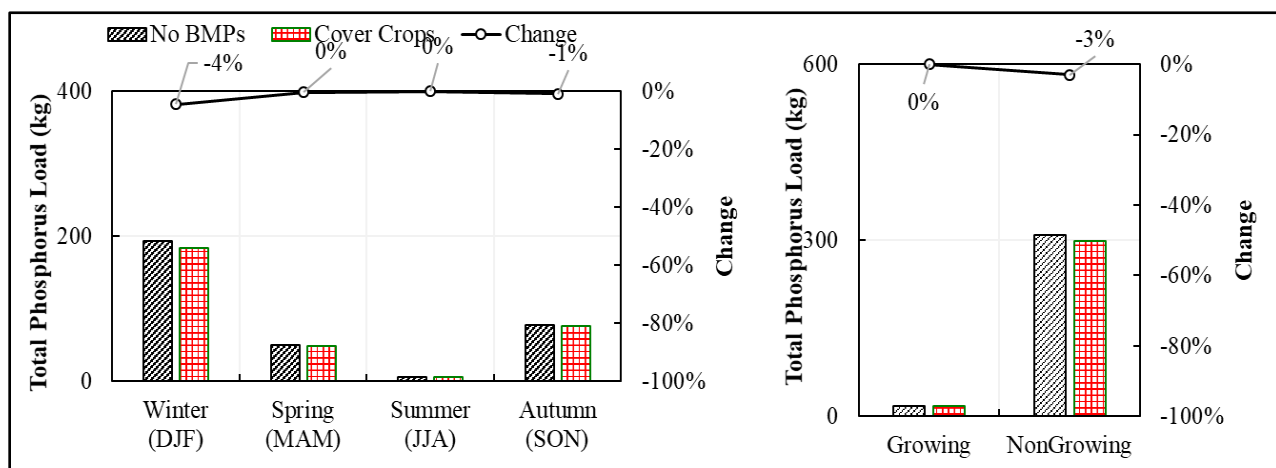 No BMPs
Cover Crops
Change
-4%
0%
0%
-1%
Total Phosphorus Load (kg)
400
200
0
0%
-20%
-40%
-60%
-80%
-100%
Change
Winter
(DJF)
Spring
(MAM)
Summer
(JJA)
Autumn
(SON)
0%
-3%
Total Phosphorus Load (kg)
600
300
0
0%
-20%
-40%
-60%
-80%
-100%
Change
Growing
NonGrowing